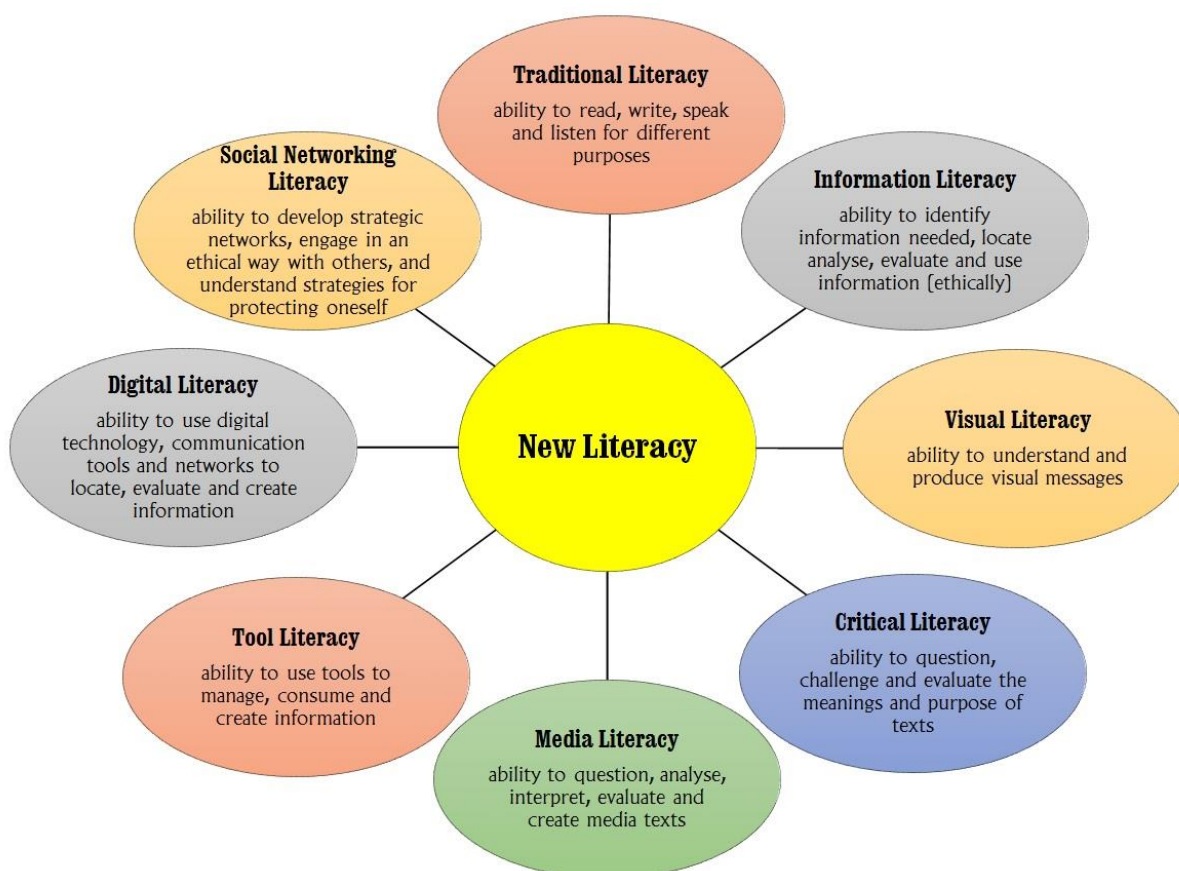 Traditional Literacy
ability to read, write, speak
and listen for different
purposes
Social Networking
Literacy
ability to develop strategic
networks, engage in an
ethical way with others, and
understand strategies for
protecting oneself
Information Literacy
ability to identify
information needed, locate
analyse, evaluate and use
information (ethically)
Digital Literacy
ability to use digital
technology, communication
tools and networks to
locate, evaluate and create
information
New Literacy
Visual Literacy
ability to understand and
produce visual messages
Tool Literacy
ability to use tools to
manage, consume and
create information
Critical Literacy
ability to question,
challenge and evaluate the
meanings and purpose of
texts
Media Literacy
ability to question, analyse,
interpret, evaluate and
create media texts